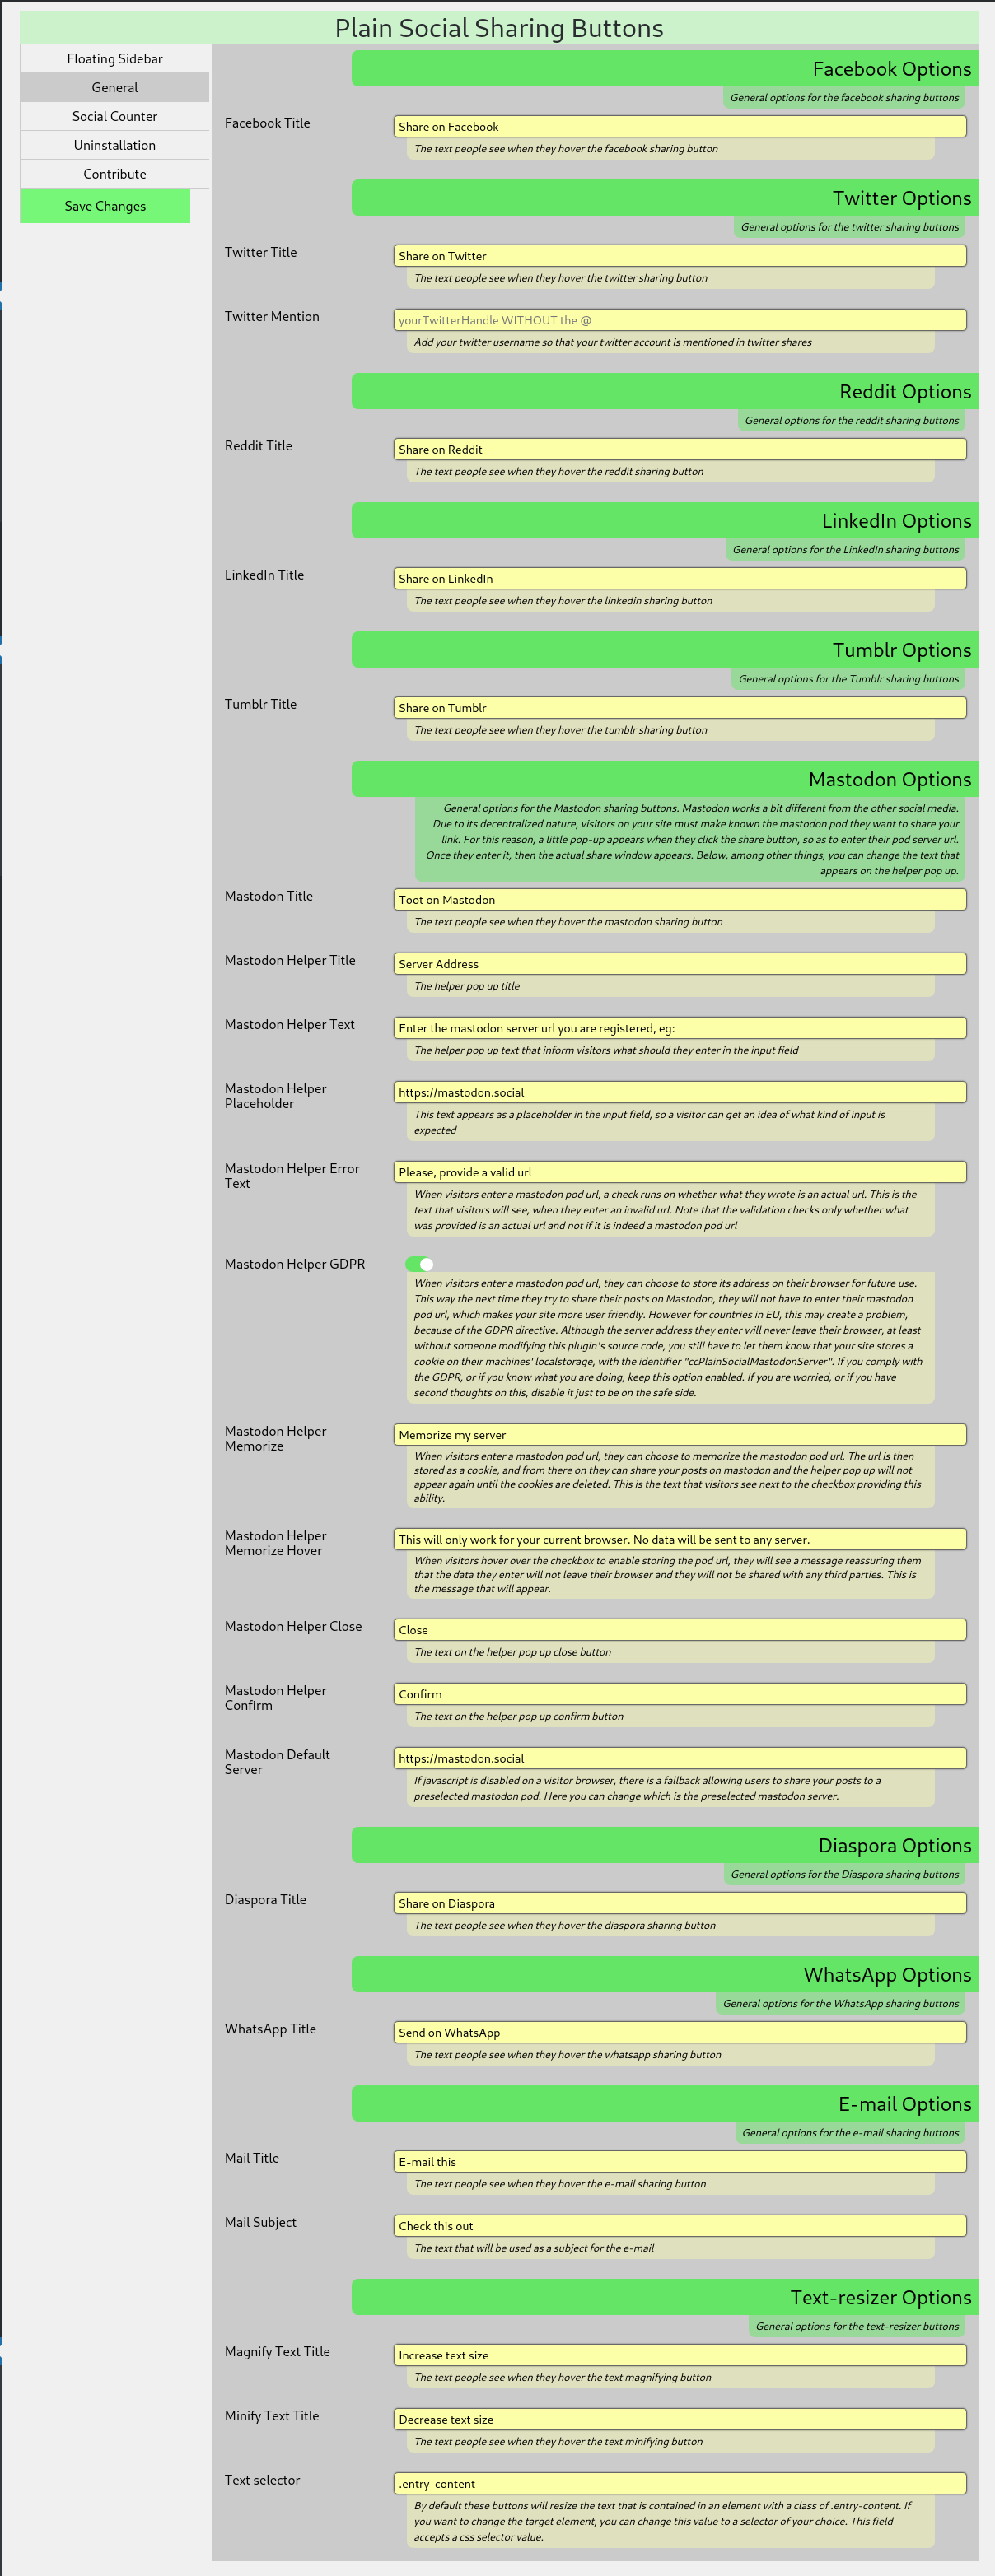 Plain Social Sharing Buttons
Floating Sidebar
General
Social Counter
Uninstallation
Contribute
Save Changes
Facebook Options
General options for the facebook sharing buttons
Facebook Title
Share on Facebook
The text people see when they hover the facebook sharing button
Twitter Options
General options for the twitter sharing buttons
Twitter Title
Share on Twitter
The text people see when they hover the twitter sharing button
Twitter Mention
yourTwitterHandle WITHOUT the @
Add your twitter username so that your twitter account is mentioned in twitter shares
Reddit Options
General options for the reddit sharing buttons
Reddit Title
Share on Reddit
The text people see when they hover the reddit sharing button
LinkedIn Options
General options for the LinkedIn sharing buttons
LinkedIn Title
Share on LinkedIn
The text people see when they hover the linkedin sharing button
Tumblr Options
General options for the Tumblr sharing buttons
Tumblr Title
Share on Tumblr
The text people see when they hover the tumblr sharing button
Mastodon Options
General options for the Mastodon sharing buttons. Mastodon works a bit different from the other social media.
Due to its decentralized nature, visitors on your site must make known the mastodon pod they want to share your
link. For this reason, a little pop-up appears when they click the share button, so as to enter their pod server url.
Once they enter it, then the actual share window appears. Below, among other things, you can change the text that
appears on the helper pop up.
Mastodon Title
Toot on Mastodon
The text people see when they hover the mastodon sharing button
Mastodon Helper Title
Server Address
The helper pop up title
Mastodon Helper Text
Enter the mastodon server url you are registered, eg:
The helper pop up text that inform visitors what should they enter in the input field
Mastodon Helper
Placeholder
https://mastodon.social
This text appears as a placeholder in the input field, so a visitor can get an idea of what kind of input is
expected
Mastodon Helper Error
Text
Please, provide a valid url
When visitors enter a mastodon pod url, a check runs on whether what they wrote is an actual url. This is the
text that visitors will see, when they enter an invalid url. Note that the validation checks only whether what
was provided is an actual url and not if it is indeed a mastodon pod url
Mastodon Helper GDPR
When visitors enter a mastodon pod url, they can choose to store its address on their browser for future use.
This way the next time they try to share their posts on Mastodon, they will not have to enter their mastodon
pod url, which makes your site more user friendly. However for countries in EU, this may create a problem,
because of the GDPR directive. Although the server address they enter will never leave their browser, at least
without someone modifying this plugin's source code, you still have to let them know that your site stores a
cookie on their machines' localstorage, with the identifier "ccPlainSocialMastodonServer". If you comply with
the GDPR, or if you know what you are doing, keep this option enabled. If you are worried, or if you have
second thoughts on this, disable it just to be on the safe side.
Mastodon Helper
Memorize
Memorize my server
When visitors enter a mastodon pod url, they can choose to memorize the mastodon pod url. The url is then
stored as a cookie, and from there on they can share your posts on mastodon and the helper pop up will not
appear again until the cookies are deleted. This is the text that visitors see next to the checkbox providing this
ability.
Mastodon Helper
Memorize Hover
This will only work for your current browser. No data will be sent to any server.
When visitors hover over the checkbox to enable storing the pod url, they will see a message reassuring them
that the data they enter will not leave their browser and they will not be shared with any third parties. This is
the message that will appear.
Mastodon Helper Close
Close
The text on the helper pop up close button
Mastodon Helper
Confirm
Confirm
The text on the helper pop up confirm button
Mastodon Default
Server
https://mastodon.social
If javascript is disabled on a visitor browser, there is a fallback allowing users to share your posts to a
preselected mastodon pod. Here you can change which is the preselected mastodon server.
Diaspora Options
General options for the Diaspora sharing buttons
Diaspora Title
Share on Diaspora
The text people see when they hover the diaspora sharing button
WhatsApp Options
General options for the WhatsApp sharing buttons
WhatsApp Title
Send on WhatsApp
The text people see when they hover the whatsapp sharing button
E-mail Options
General options for the e-mail sharing buttons
Mail Title
E-mail this
The text people see when they hover the e-mail sharing button
Mail Subject
Check this out
The text that will be used as a subject for the e-mail
Text-resizer Options
General options for the text-resizer buttons
Magnify Text Title
Increase text size
The text people see when they hover the text magnifying button
Minify Text Title
Decrease text size
The text people see when they hover the text minifying button
Text selector
.entry-content
By default these buttons will resize the text that is contained in an element with a class of .entry-content. If
you want to change the target element, you can change this value to a selector of your choice. This field
accepts a css selector value.